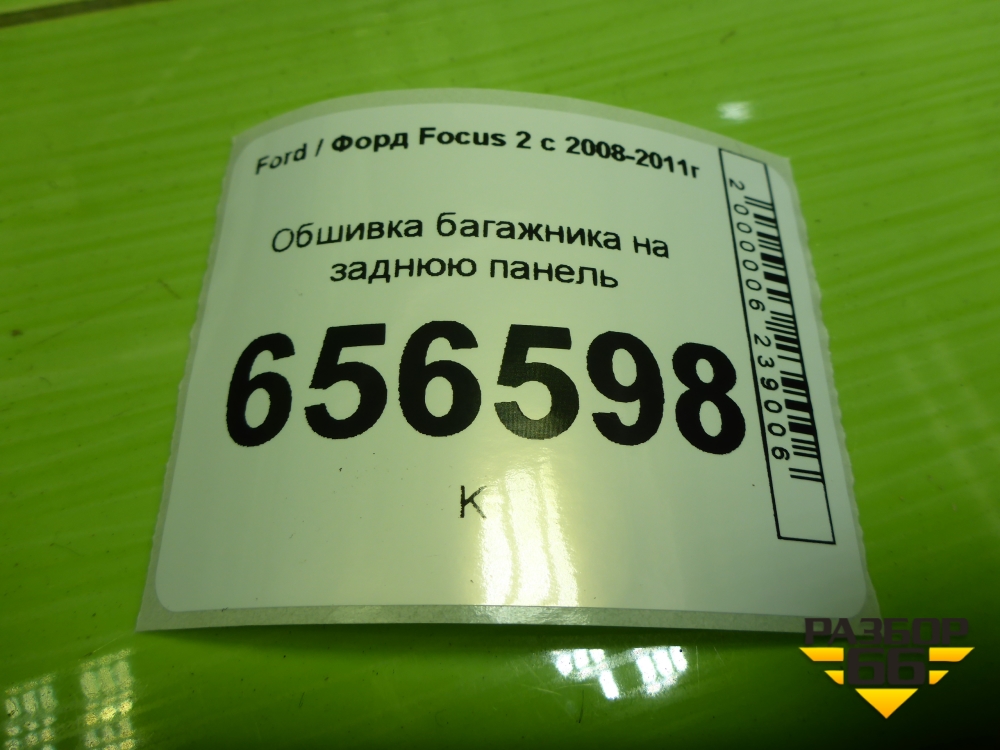 Ford / Форд Focus 2 с 2008-2011г
Обшивка багажника на
заднюю панель
656598
К
2000006239006
РАЗБОР
66